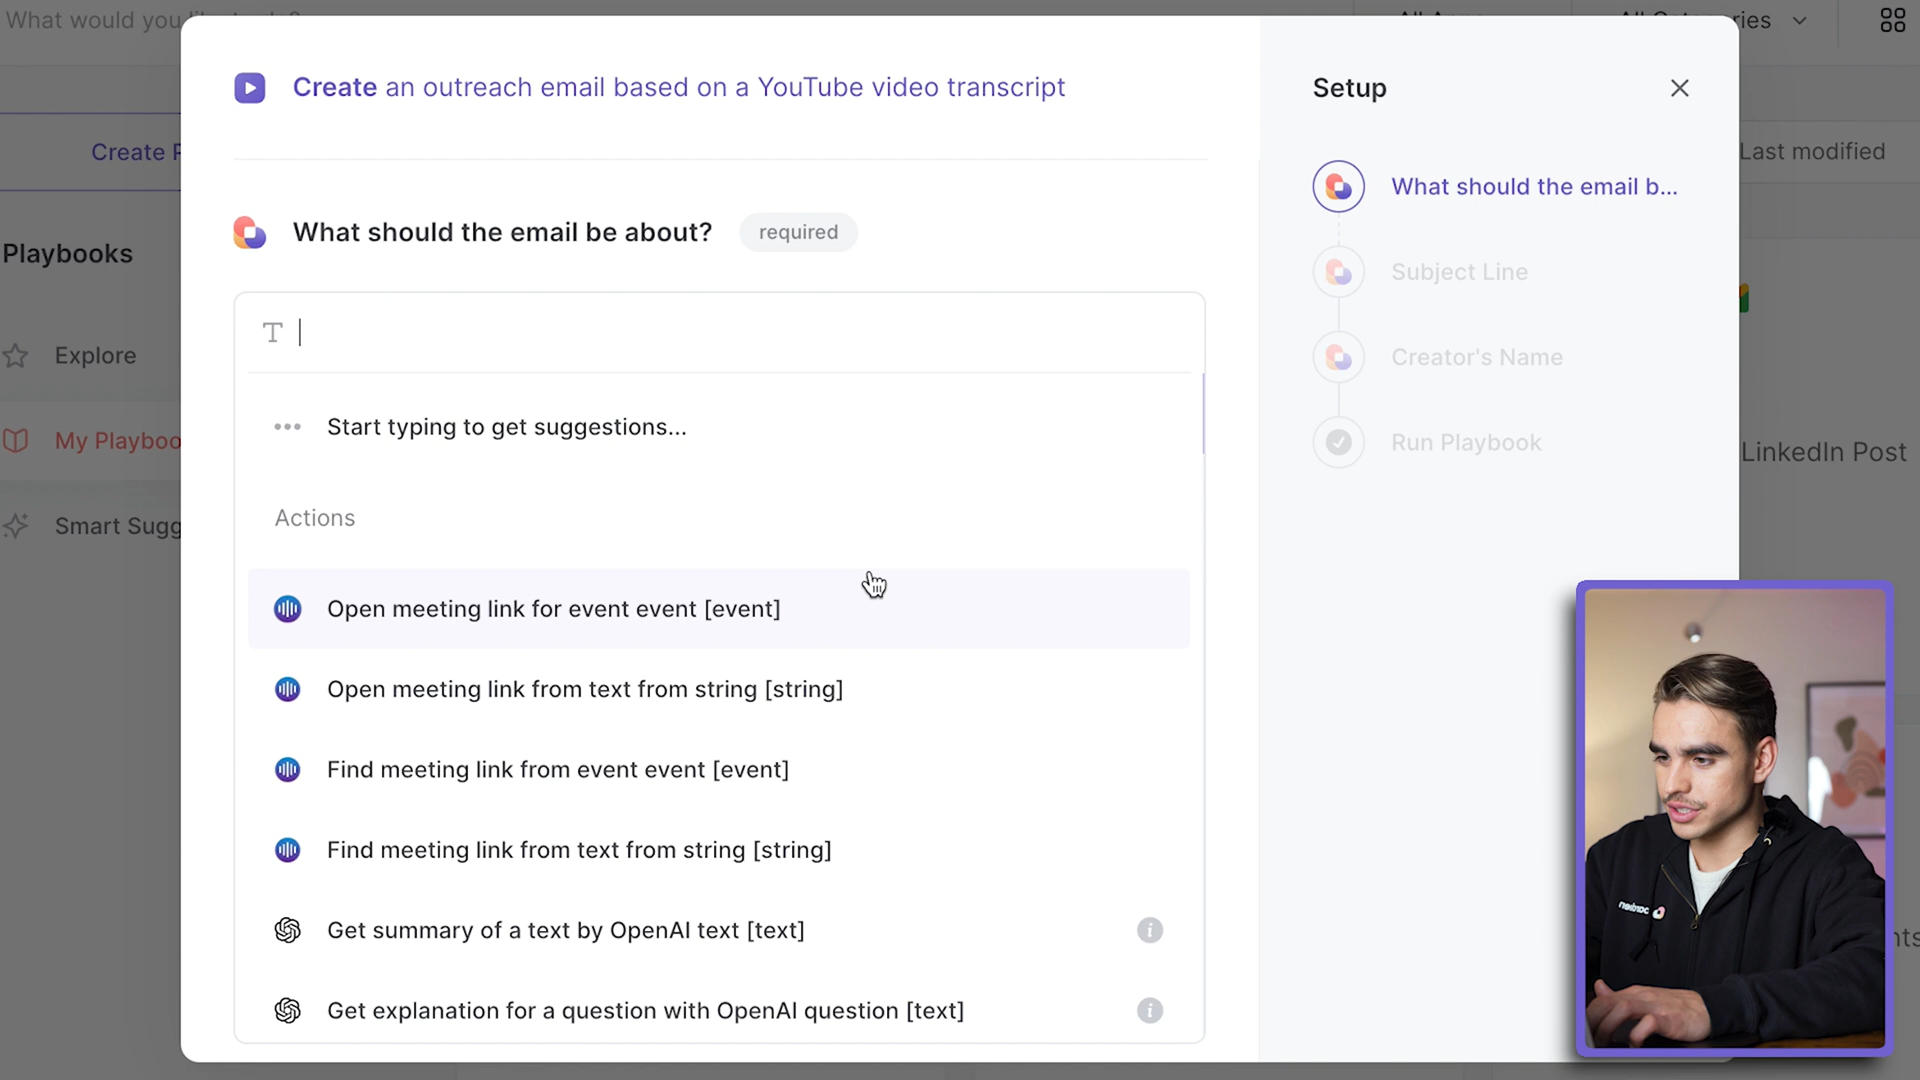 What would you
All Categories
Create an outreach email based on a YouTube video transcript
Setup
Create
Last modified
What should the email be about?
required
What should the email b...
Playbooks
Subject Line
Start typing to get suggestions...
Explore
Creator's Name
My Playboo
Run Playbook
LinkedIn Post
Actions
Smart Sugg
Open meeting link for event event [event]
Open meeting link from text from string [string]
Find meeting link from event event [event]
Find meeting link from text from string [string]
Get summary of a text by OpenAI text [text]
Get explanation for a question with OpenAI question [text]
nts